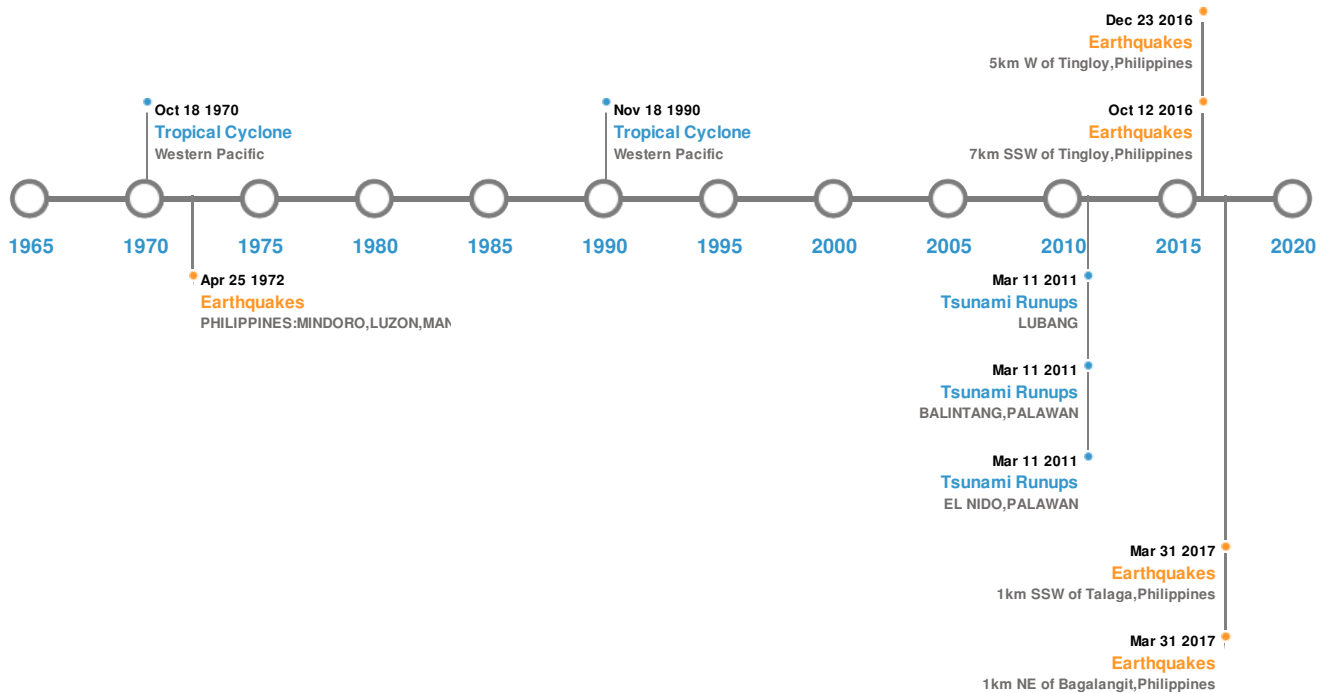 Dec 23 2016
Earthquakes
5km W of Tingloy,Philippines
Oct 18 1970
Tropical Cyclone
Western Pacific
Nov 18 1990
Tropical Cyclone
Western Pacific
Oct 12 2016
Earthquakes
7km SSW of Tingloy,Philippines
1965 1970 1975 1980 1985 1990 1995 2000 2005 2010 2015 2020
Apr 25 1972
Earthquakes
PHILIPPINES:MINDORO,LUZON,MAN
Mar 11 2011
Tsunami Runups
LUBANG
Mar 11 2011
Tsunami Runups
BALINTANG,PALAWAN
Mar 11 2011
Tsunami Runups
EL NIDO,PALAWAN
Mar 31 2017
Earthquakes
1km SSW of Talaga,Philippines
Mar 31 2017
Earthquakes
1km NE of Bagalangit,Philippines